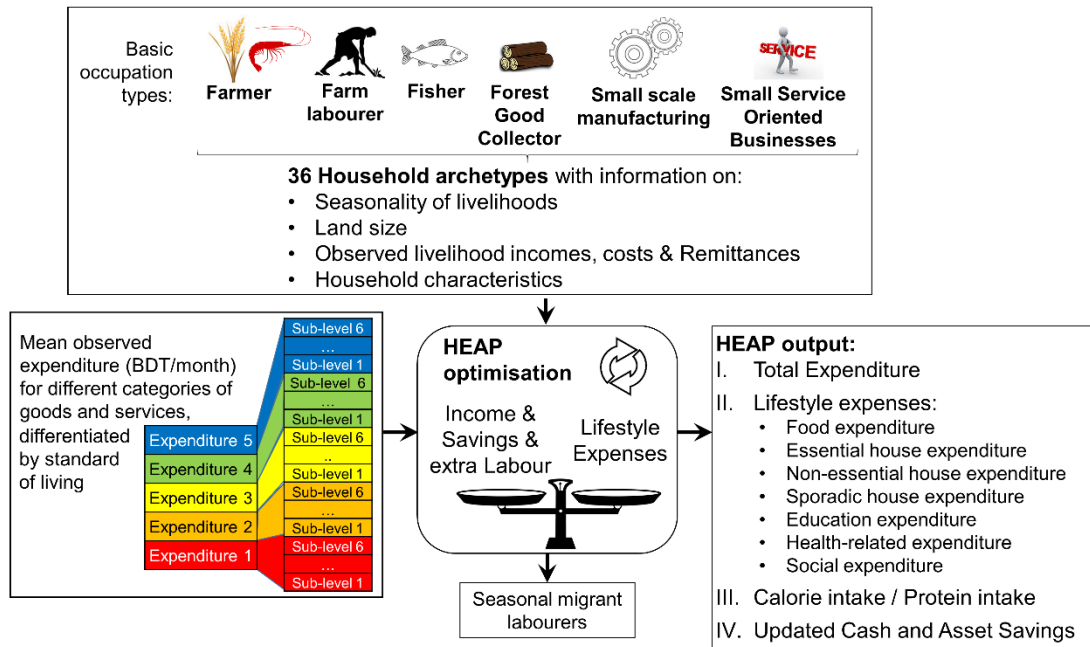 Basic
occupation
types:
Farmer
Farm
labourer
Fisher
Forest
Good
Collector
Small scale
manufacturing
SERVICE
Small Service
Oriented
Businesses
36 Household archetypes with information on:
• Seasonality of livelihoods
• Land size
• Observed livelihood incomes, costs & Remittances
• Household characteristics
Mean observed
expenditure (BDT/month)
for different categories of
goods and services,
differentiated
by standard
of living
Expenditure 5
Expenditure 4
Expenditure 3
Expenditure 2
Expenditure 1
Sub-level 6
...
Sub-level 1
Sub-level 6
...
Sub-level 1
Sub-level 6
..
Sub-level 1
Sub-level 6
...
Sub-level 1
Sub-level 6
...
Sub-level 1
HEAP
optimisation
Income &
Savings &
extra Labour
Lifestyle
Expenses
Seasonal migrant
labourers
HEAP output:
I. Total Expenditure
II. Lifestyle expenses:
• Food expenditure
• Essential house expenditure
• Non-essential house expenditure
• Sporadic house expenditure
• Education expenditure
• Health-related expenditure
• Social expenditure
III. Calorie intake / Protein intake
IV. Updated Cash and Asset Savings